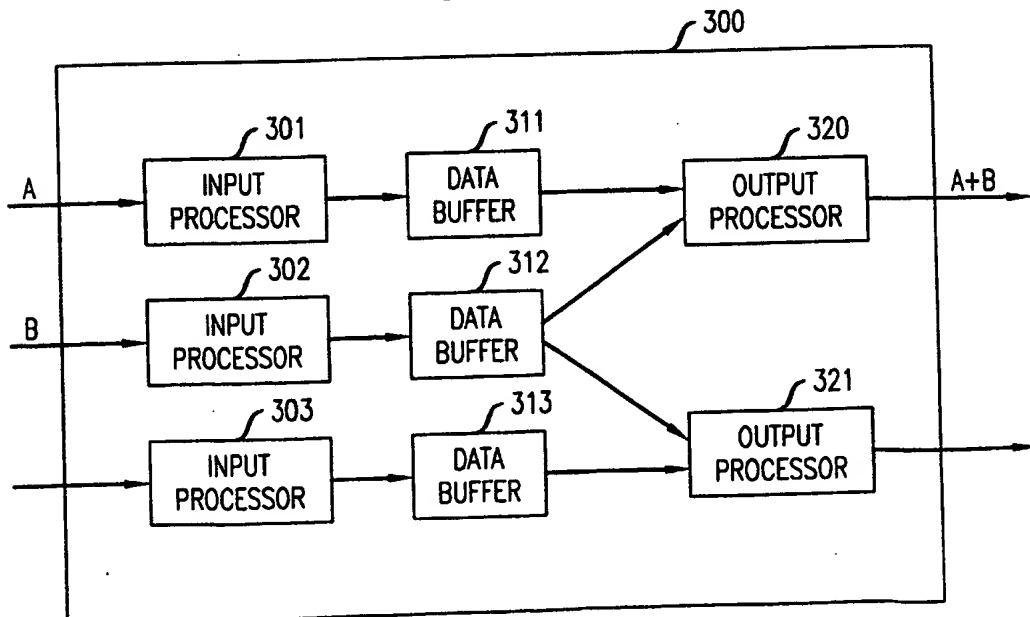 300
301
311
320
A
INPUT
PROCESSOR
DATA
BUFFER
OUTPUT
PROCESSOR
A+B
302
312
B
INPUT
PROCESSOR
DATA
BUFFER
303
313
321
INPUT
PROCESSOR
DATA
BUFFER
OUTPUT
PROCESSOR